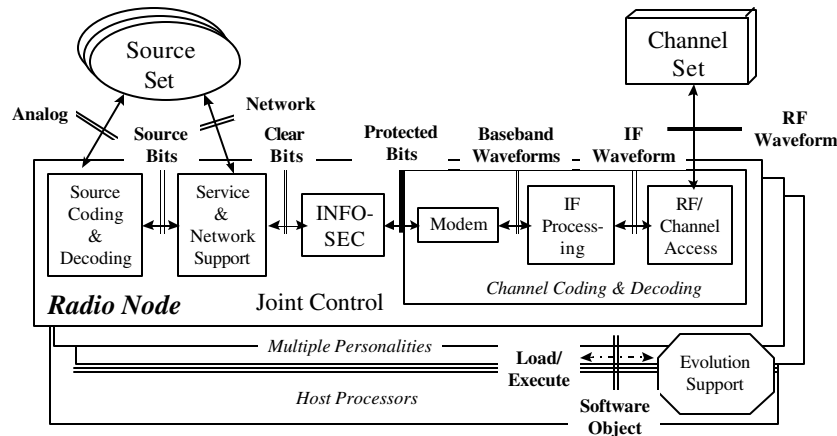 Source
Set
Channel
Set
Analog
Network
Source
Bits
Clear
Bits
Protected
Bits
Baseband
Waveforms
IF
Waveform
RF
Waveform
Source
Coding
&
Decoding
Service
&
Network
Support
INFO-
SEC
Modem
IF
Process-
ing
RF/
Channel
Access
Channel Coding & Decoding
Radio Node
Joint Control
Multiple Personalities
Load/
Execute
Evolution
Support
Host Processors
Software
Object